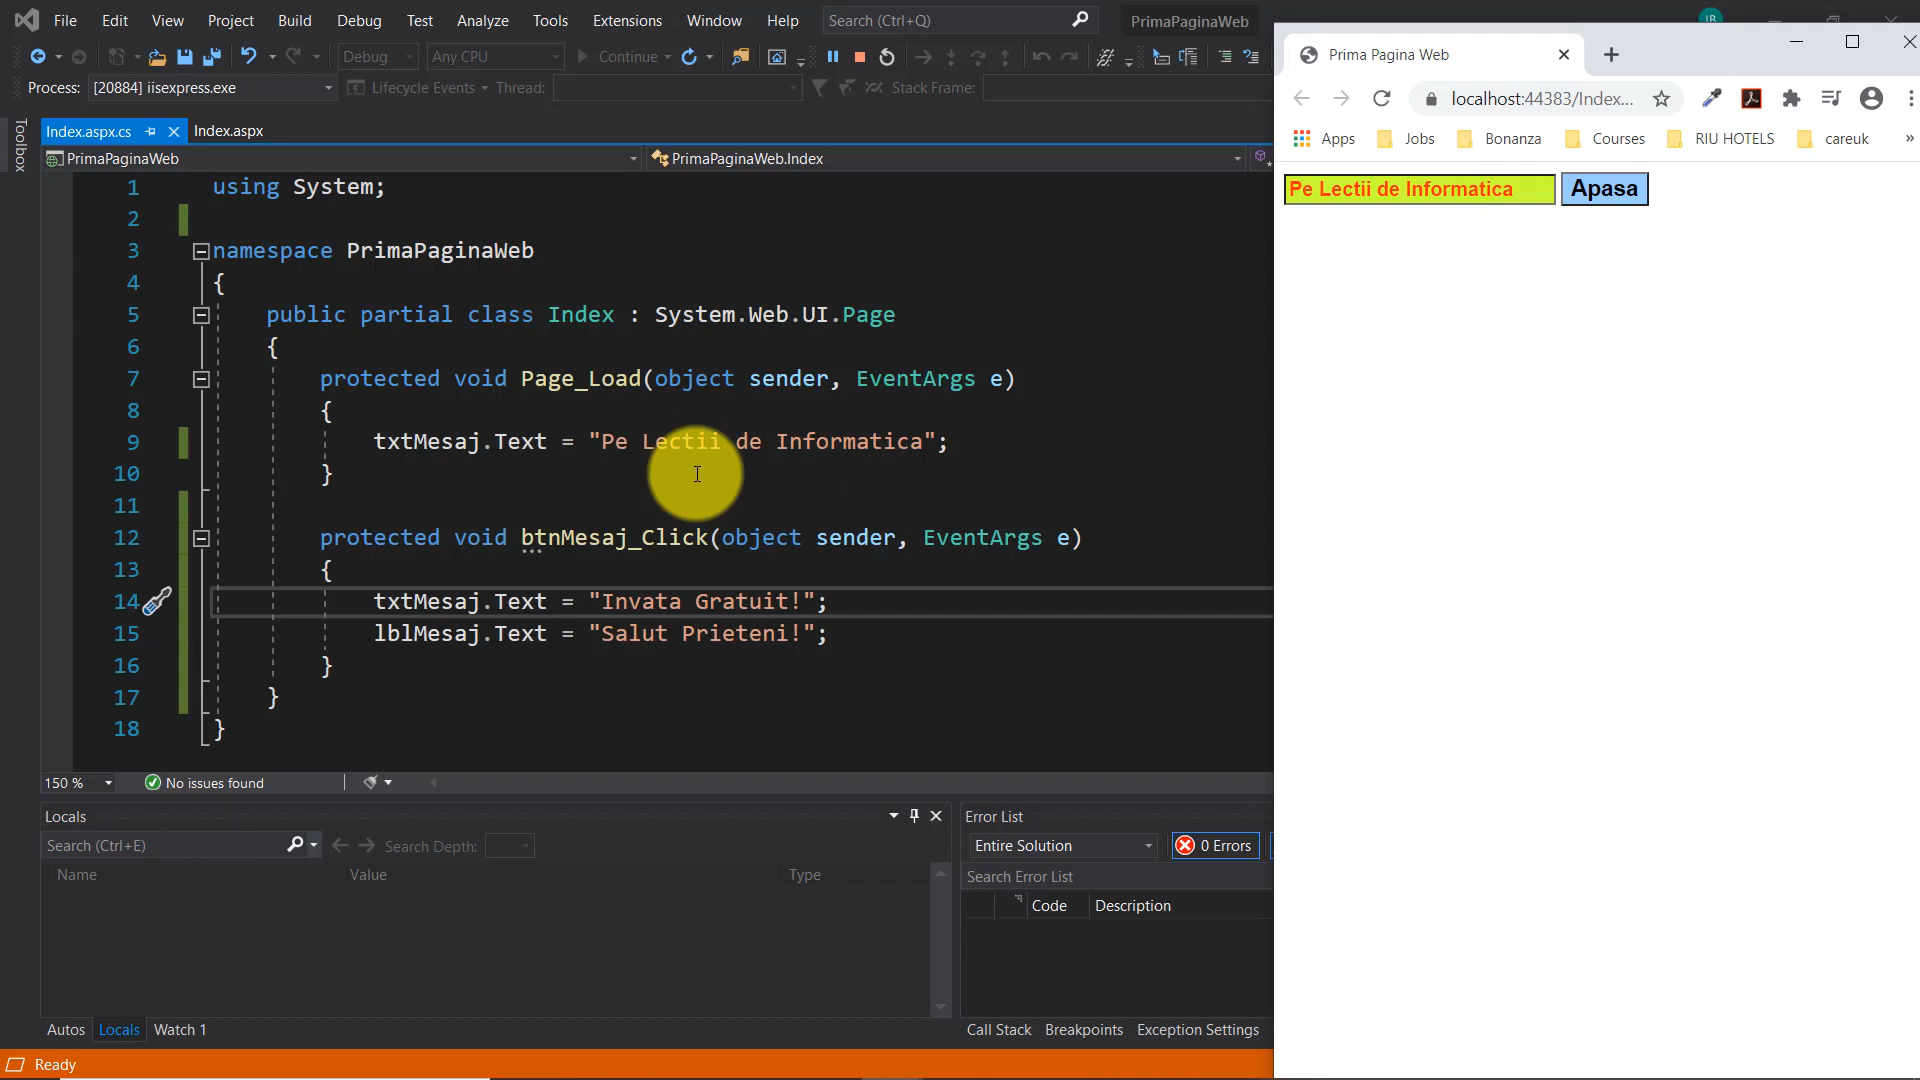 File Edit View Project Build Debug Test Analyze Tools Extensions Window Help Search (Ctrl+Q) PrimaPaginaWeb
Debug Any CPU Continue
Process: [20884] iisexpress.exe Lifecycle Events Thread: Stack Frame:
Toolbox
Index.aspx.cs Index.aspx
PrimaPaginaWeb PrimaPaginaWeb.Index
1 using System;
2
3 namespace PrimaPaginaWeb
4 {
5 public partial class Index : System.Web.UI.Page
6 {
7 protected void Page_Load(object sender, EventArgs e)
8 {
9 txtMesaj.Text = "Pe Lectii de Informatica";
10 }
11
12 protected void btnMesaj_Click(object sender, EventArgs e)
13 {
14 txtMesaj.Text = "Invata Gratuit!";
15 lblMesaj.Text = "Salut Prieteni!";
16 }
17 }
18 }
150 % No issues found
Locals
Search (Ctrl+E) Search Depth:
Name Value Type
Autos Locals Watch 1
Error List
Entire Solution 0 Errors
Search Error List
Code Description
Call Stack Breakpoints Exception Settings
Ready
Prima Pagina Web
localhost:44383/Index...
Apps Jobs Bonanza Courses RIU HOTELS careuk »
Pe Lectii de Informatica Apasa